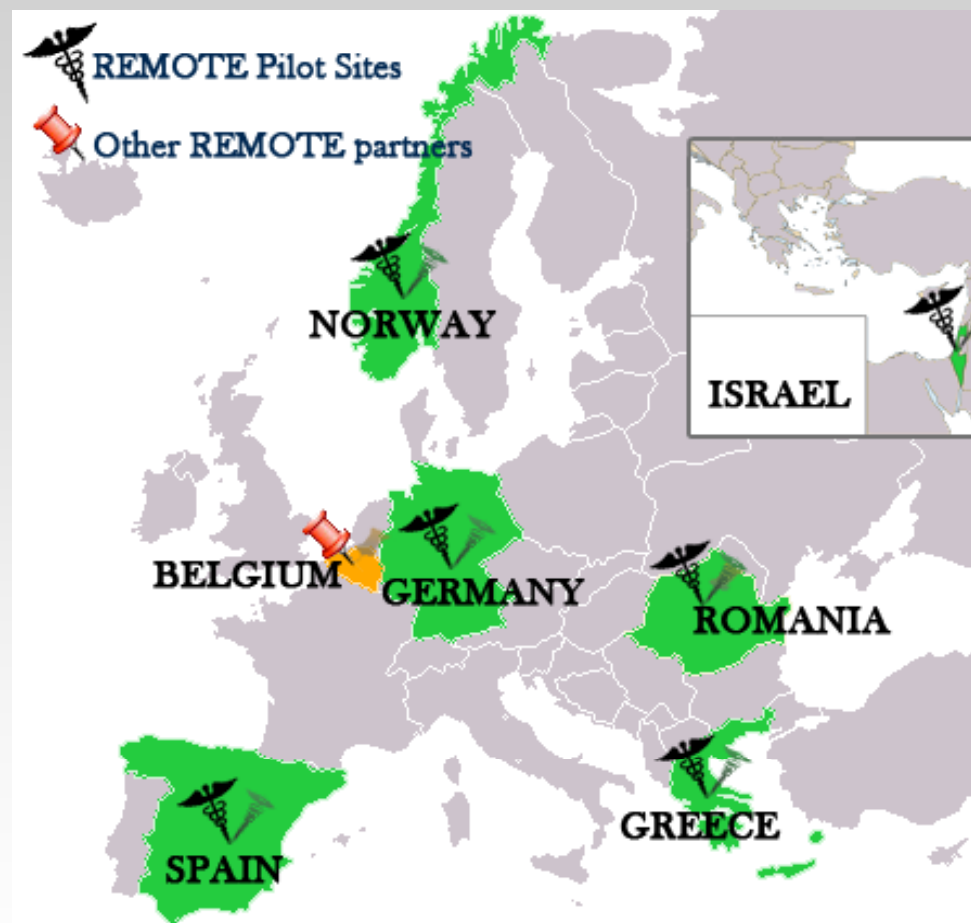 REMOTE Pilot Sites
Other REMOTE partners
NORWAY
ISRAEL
BELGIUM
GERMANY
ROMANIA
GREECE
SPAIN